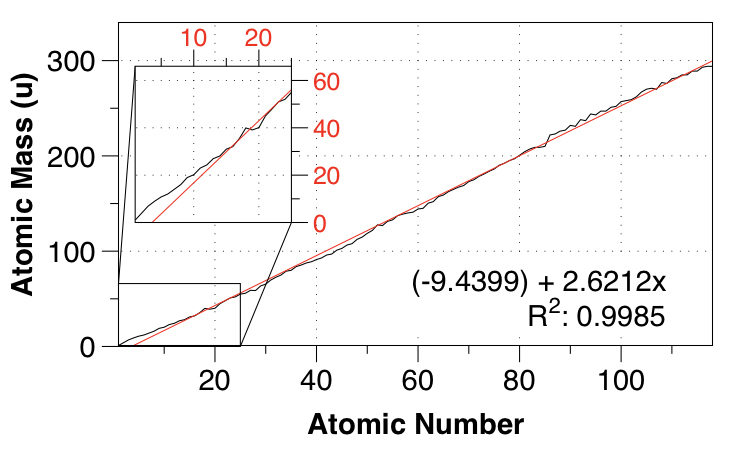 10 20
300
60
40
200
20
0
100
(-9.4399) + 2.6212x
R²: 0.9985
0
20 40 60 80 100
Atomic Number
Atomic Mass (u)